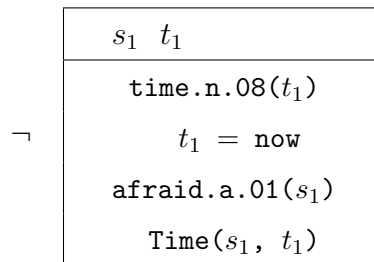 s₁ t₁
time.n.08(t₁)
¬ t₁ = now
afraid.a.01(s₁)
Time(s₁, t₁)